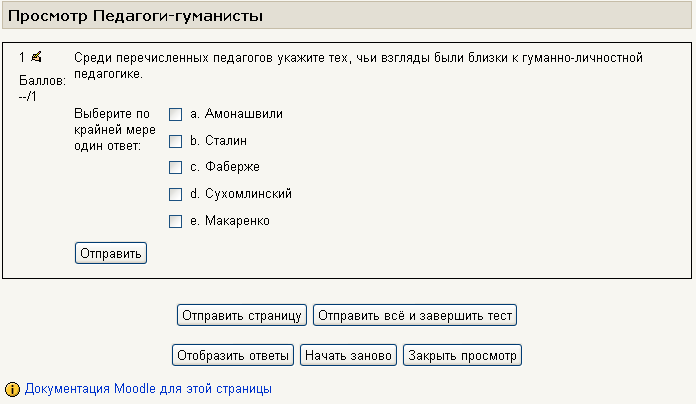 Просмотр Педагоги-гуманисты
1
Баллов:
--/1
Среди перечисленных педагогов укажите тех, чьи взгляды были близки к гуманно-личностной
педагогике.
Выберите по
крайней мере
один ответ:
a. Амонашвили
b. Сталин
c. Фаберже
d. Сухомлинский
e. Макаренко
Отправить
Отправить страницу Отправить всё и завершить тест
Отобразить ответы Начать заново Закрыть просмотр
Документация Moodle для этой страницы